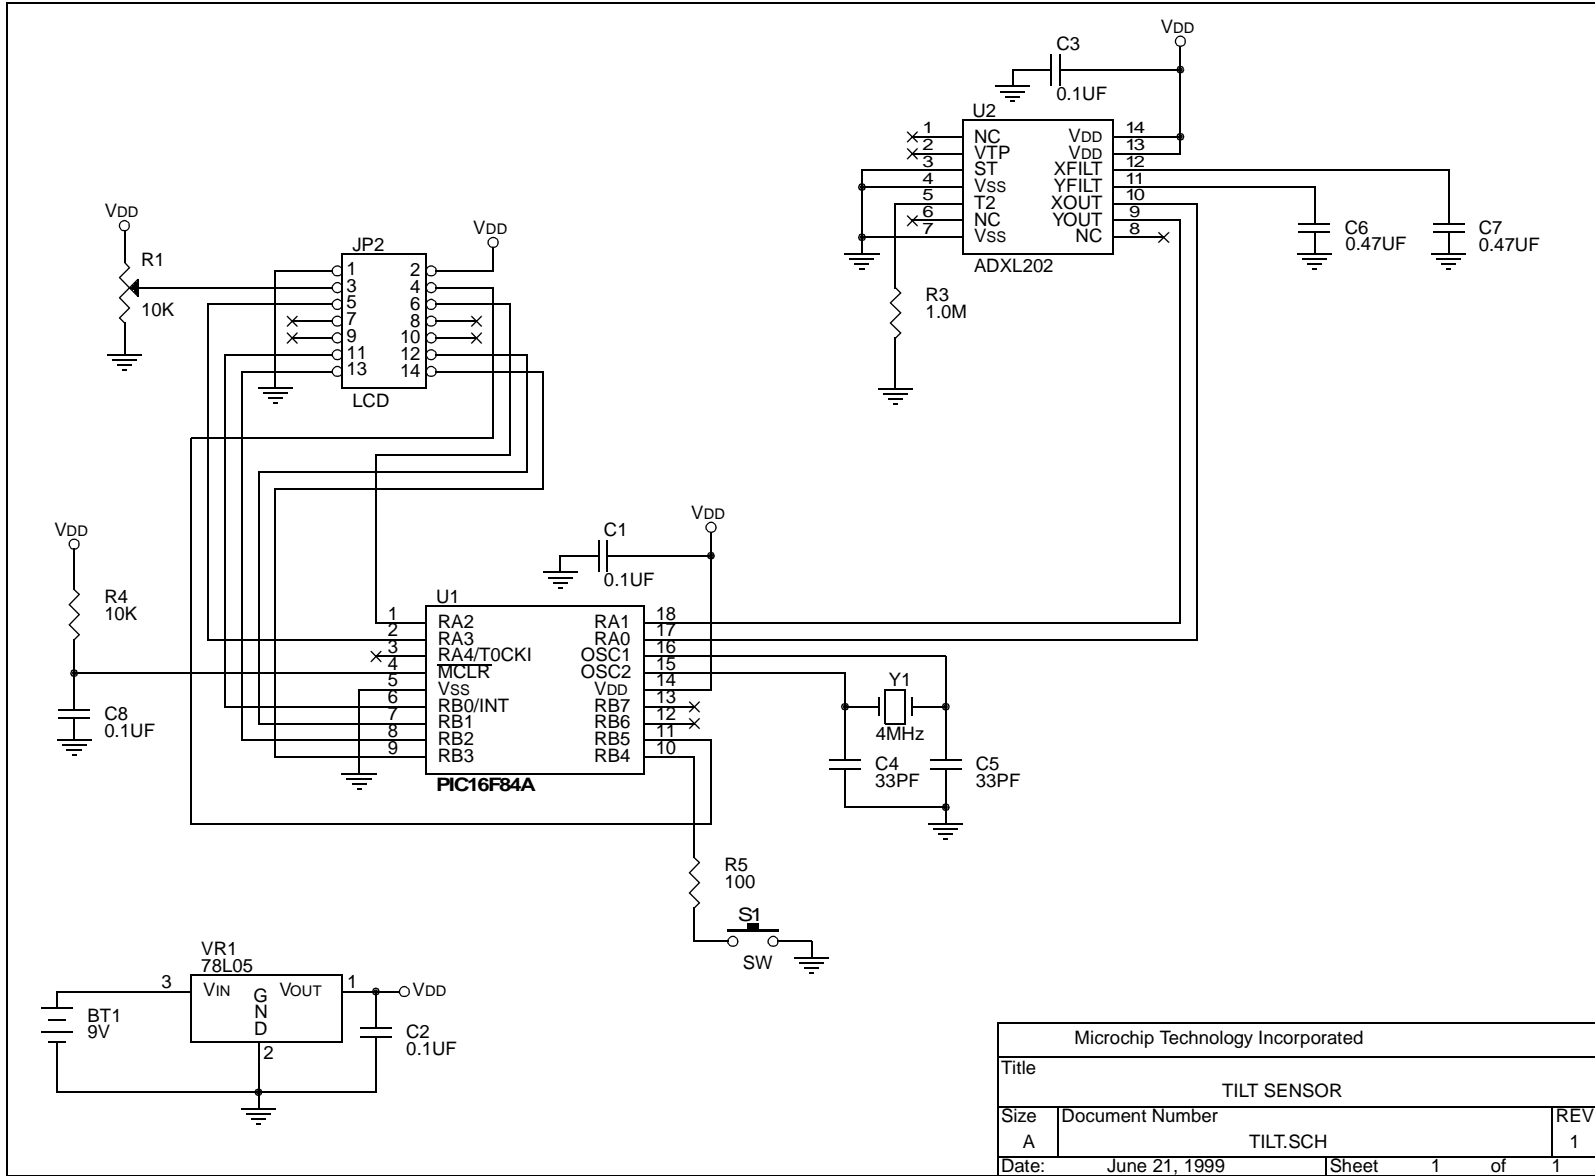 VDD
C3
0.1UF
U2
1 NC VDD 14
2 VTP VDD 13
3 ST XFILT 12
4 VSS YFILT 11
5 T2 XOUT 10
6 NC YOUT 9
7 VSS NC 8
ADXL202
C6
0.47UF
C7
0.47UF
R3
1.0M
VDD
R1
10K
VDD
JP2
1 2
3 4
5 6
7 8
9 10
11 12
13 14
LCD
VDD
R4
10K
C8
0.1UF
VDD
C1
0.1UF
U1
1 RA2 RA1 18
2 RA3 RA0 17
3 RA4/T0CKI OSC1 16
4 MCLR OSC2 15
5 VSS VDD 14
6 RB0/INT RB7 13
7 RB1 RB6 12
8 RB2 RB5 11
9 RB3 RB4 10
PIC16F84A
Y1
4MHz
C4
33PF
C5
33PF
R5
100
S1
SW
VR1
78L05
3 VIN GND VOUT 1
2
VDD
BT1
9V
C2
0.1UF
Microchip Technology Incorporated
Title
TILT SENSOR
Size Document Number REV
A TILT.SCH 1
Date: June 21, 1999 Sheet 1 of 1